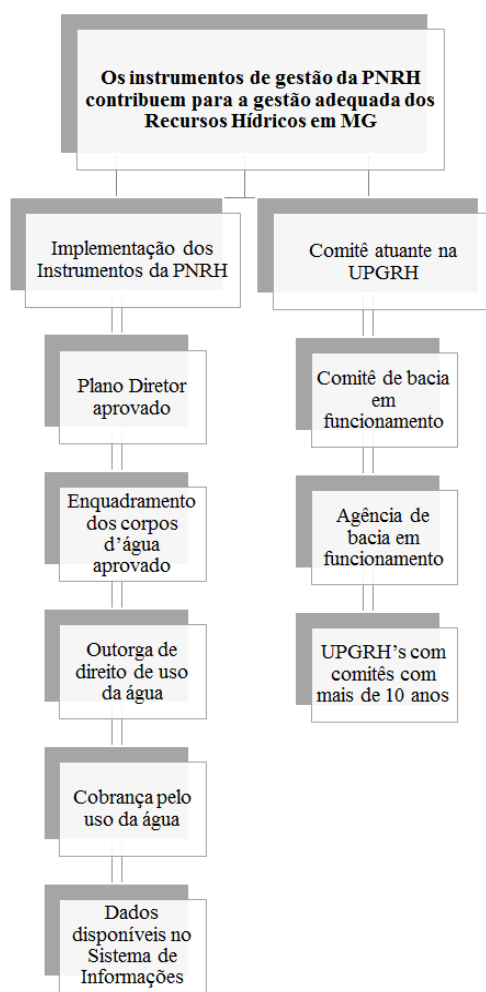 Os instrumentos de gestão da PNRH
contribuem para a gestão adequada dos
Recursos Hídricos em MG
Implementação dos
Instrumentos da PNRH
Plano Diretor
aprovado
Enquadramento
dos corpos
d’água
aprovado
Outorga de
direito de uso
da água
Cobrança pelo
uso da água
Dados
disponíveis no
Sistema de
Informações
Comitê atuante na
UPGRH
Comitê de bacia
em
funcionamento
Agência de
bacia em
funcionamento
UPGRH’s com
comitês com
mais de 10 anos